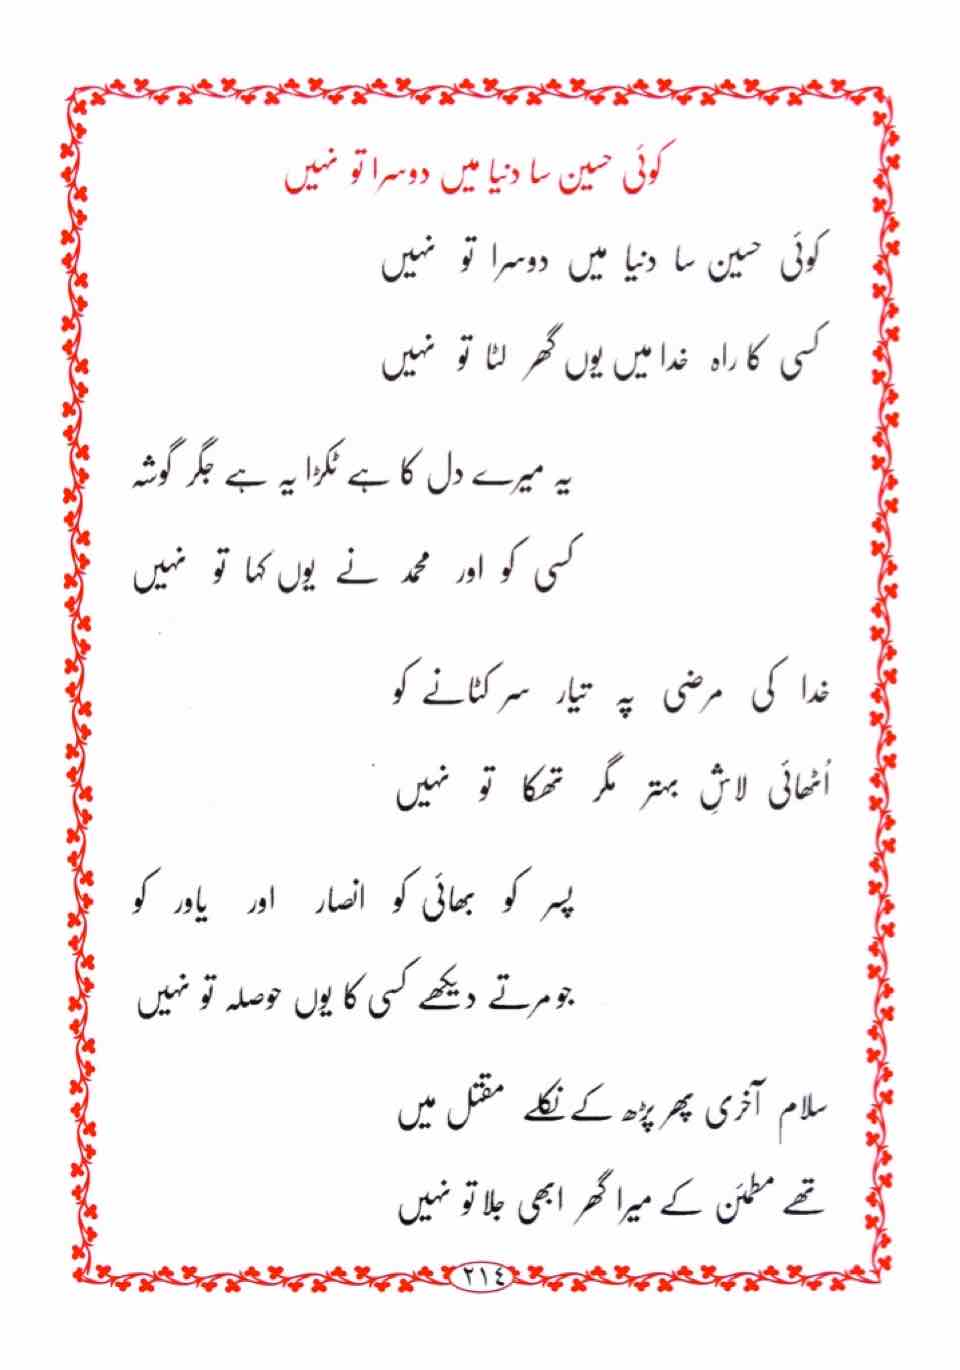 کوئی حسین سا دنیا میں دوسرا تو نہیں
کوئی حسین سا دنیا میں دوسرا تو نہیں
کسی کا راہ خدا میں یوں گھر لٹا تو نہیں
یہ میرے دل کا ہے ٹکڑا یہ ہے جگر گوشہ
کسی کو اور محمد نے یوں کہا تو نہیں
خدا کی مرضی پہ تیار سر کٹانے کو
اُٹھائی لاشِ بہتر مگر تھکا تو نہیں
پسر کو بھائی کو انصار اور یاور کو
جو مرتے دیکھے کسی کا یوں حوصلہ تو نہیں
سلام آخری پھر پڑھ کے نکلے مقتل میں
تھے مطمئن کے میرا گھر ابھی جلا تو نہیں
٢١٤